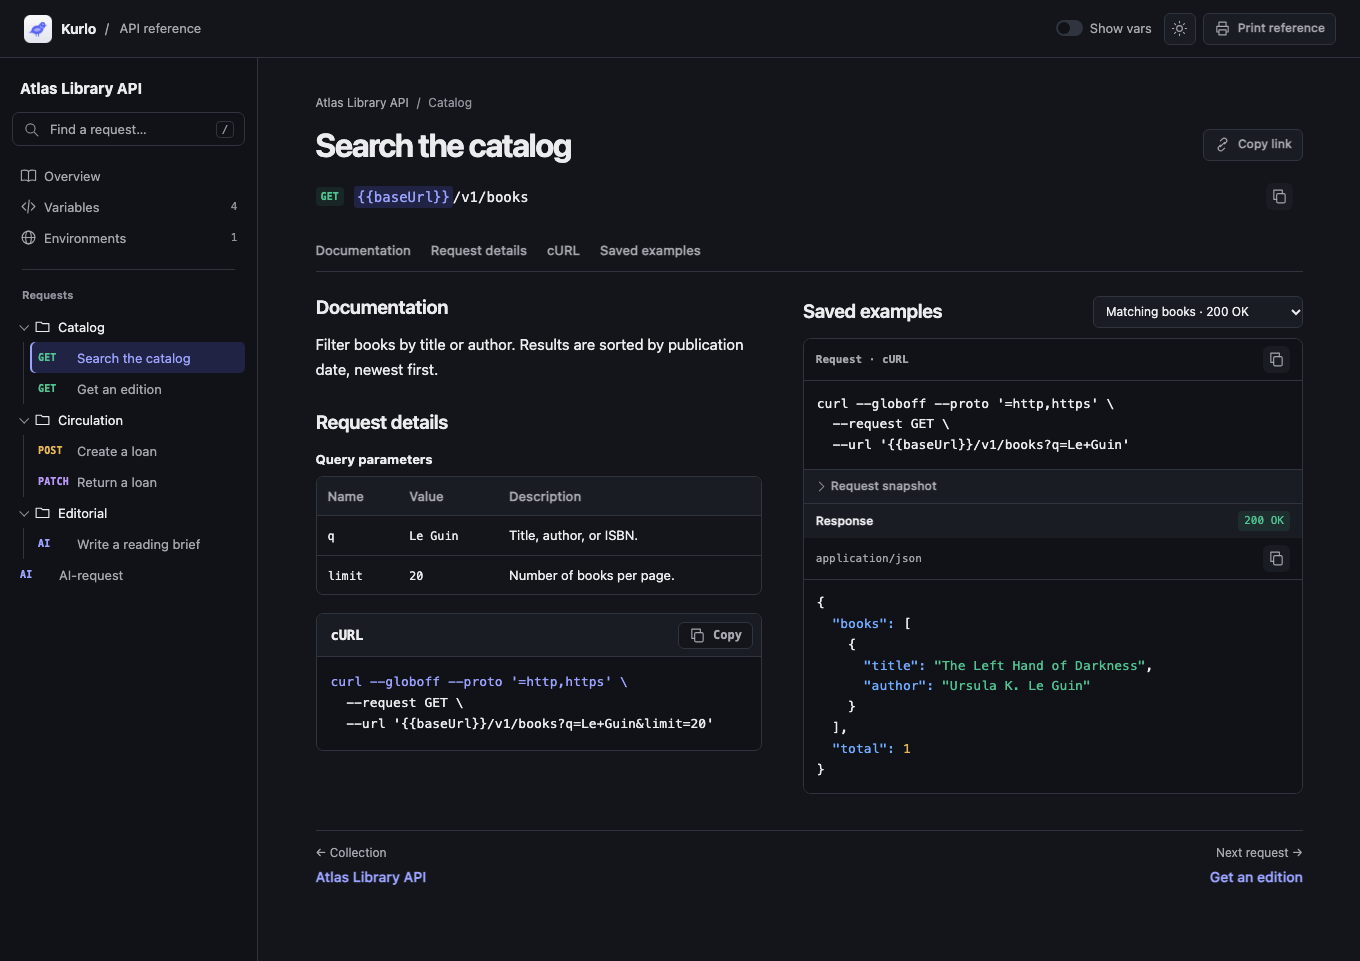 Kurlo / API reference
Show vars
Print reference
Atlas Library API
Find a request...
/
Overview
Variables 4
Environments 1
Requests
Catalog
GET Search the catalog
GET Get an edition
Circulation
POST Create a loan
PATCH Return a loan
Editorial
AI Write a reading brief
AI AI-request
Atlas Library API / Catalog
Search the catalog
Copy link
GET {{baseUrl}}/v1/books
Documentation Request details cURL Saved examples
Documentation
Filter books by title or author. Results are sorted by publication
date, newest first.
Request details
Query parameters
Name Value Description
q Le Guin Title, author, or ISBN.
limit 20 Number of books per page.
cURL Copy
curl --globoff --proto '=http,https' \
--request GET \
--url '{{baseUrl}}/v1/books?q=Le+Guin&limit=20'
Saved examples
Matching books · 200 OK
Request · cURL
curl --globoff --proto '=http,https' \
--request GET \
--url '{{baseUrl}}/v1/books?q=Le+Guin'
Request snapshot
Response 200 OK
application/json
{
"books": [
{
"title": "The Left Hand of Darkness",
"author": "Ursula K. Le Guin"
}
],
"total": 1
}
← Collection
Atlas Library API
Next request →
Get an edition